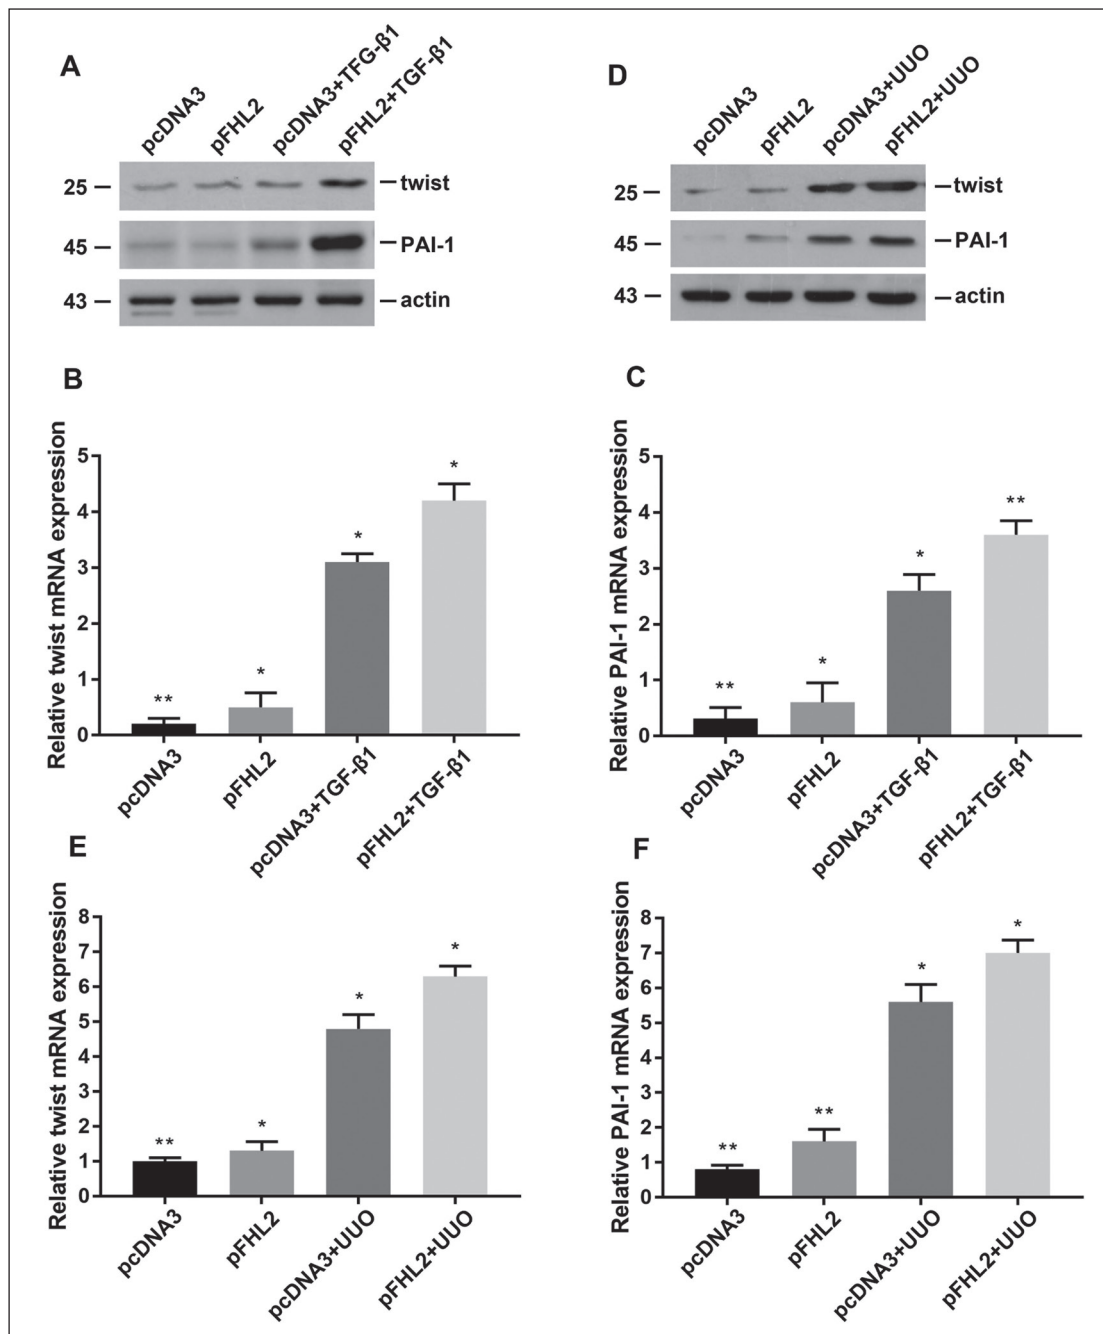 A
pcDNA3
pFHL2
pcDNA3+TFG-β1
pFHL2+TGF-β1
25
twist
45
PAI-1
43
actin
D
pcDNA3
pFHL2
pcDNA3+UUO
pFHL2+UUO
25
twist
45
PAI-1
43
actin
B
Relative twist mRNA expression
5
4
3
2
1
0
**
*
*
*
pcDNA3
pFHL2
pcDNA3+TGF-β1
pFHL2+TGF-β1
C
Relative PAI-1 mRNA expression
5
4
3
2
1
0
**
*
*
**
pcDNA3
pFHL2
pcDNA3+TGF-β1
pFHL2+TGF-β1
E
Relative twist mRNA expression
8
7
6
5
4
3
2
1
0
**
*
*
*
pcDNA3
pFHL2
pcDNA3+UUO
pFHL2+UUO
F
Relative PAI-1 mRNA expression
8
7
6
5
4
3
2
1
0
**
**
*
*
pcDNA3
pFHL2
pcDNA3+UUO
pFHL2+UUO